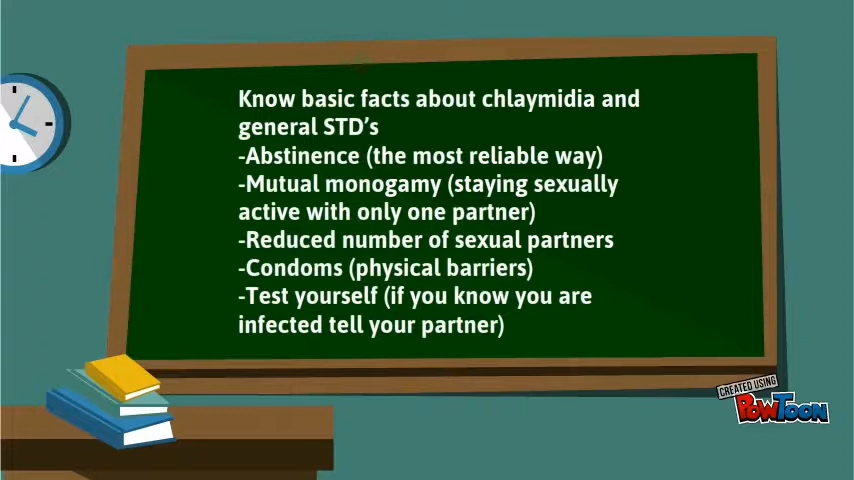 Know basic facts about chlaymidia and
general STD's
-Abstinence (the most reliable way)
-Mutual monogamy (staying sexually
active with only one partner)
-Reduced number of sexual partners
-Condoms (physical barriers)
-Test yourself (if you know you are
infected tell your partner)
CREATED USING
POWTOON